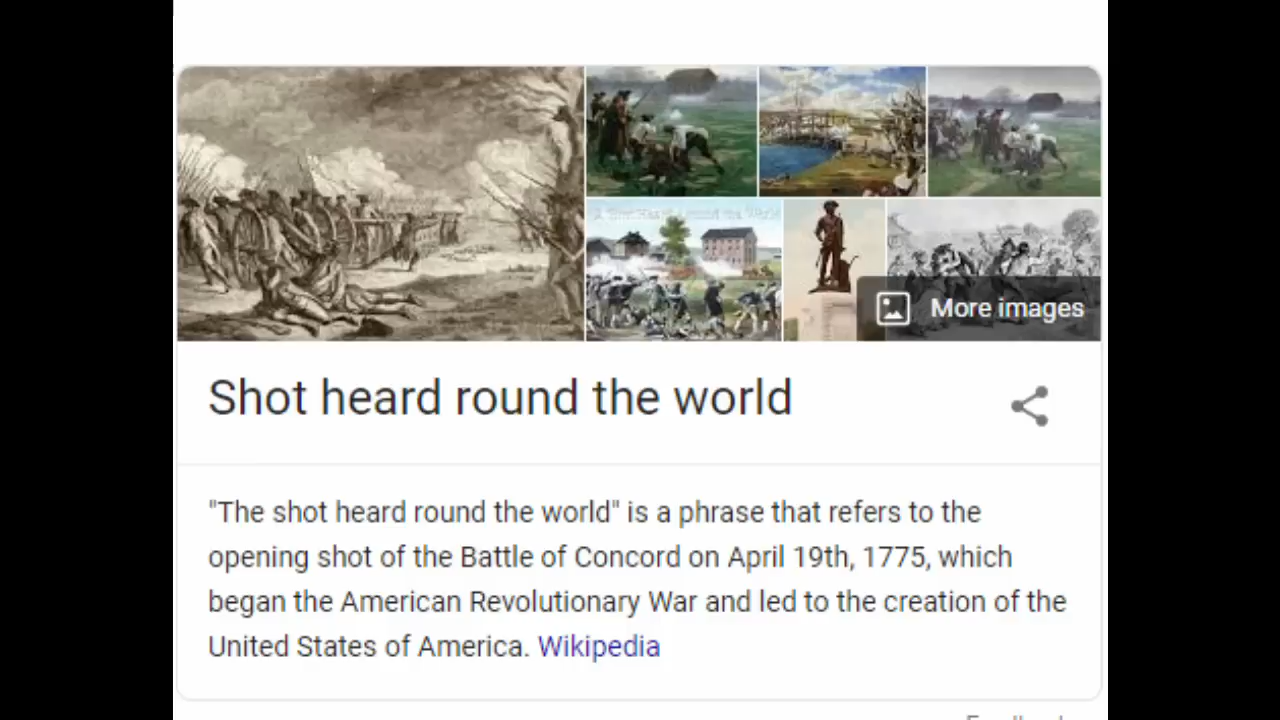 More images
Shot heard round the world
"The shot heard round the world" is a phrase that refers to the
opening shot of the Battle of Concord on April 19th, 1775, which
began the American Revolutionary War and led to the creation of the
United States of America. Wikipedia